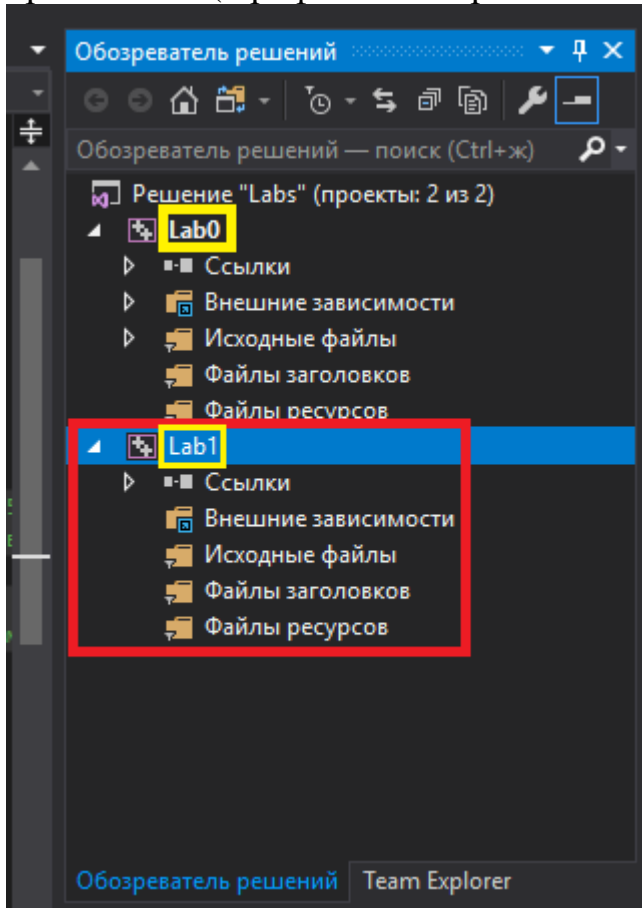 Обозреватель решений
Обозреватель решений — поиск (Ctrl+ж)
Решение "Labs" (проекты: 2 из 2)
Lab0
Ссылки
Внешние зависимости
Исходные файлы
Файлы заголовков
Файлы ресурсов
Lab1
Ссылки
Внешние зависимости
Исходные файлы
Файлы заголовков
Файлы ресурсов
Обозреватель решений Team Explorer